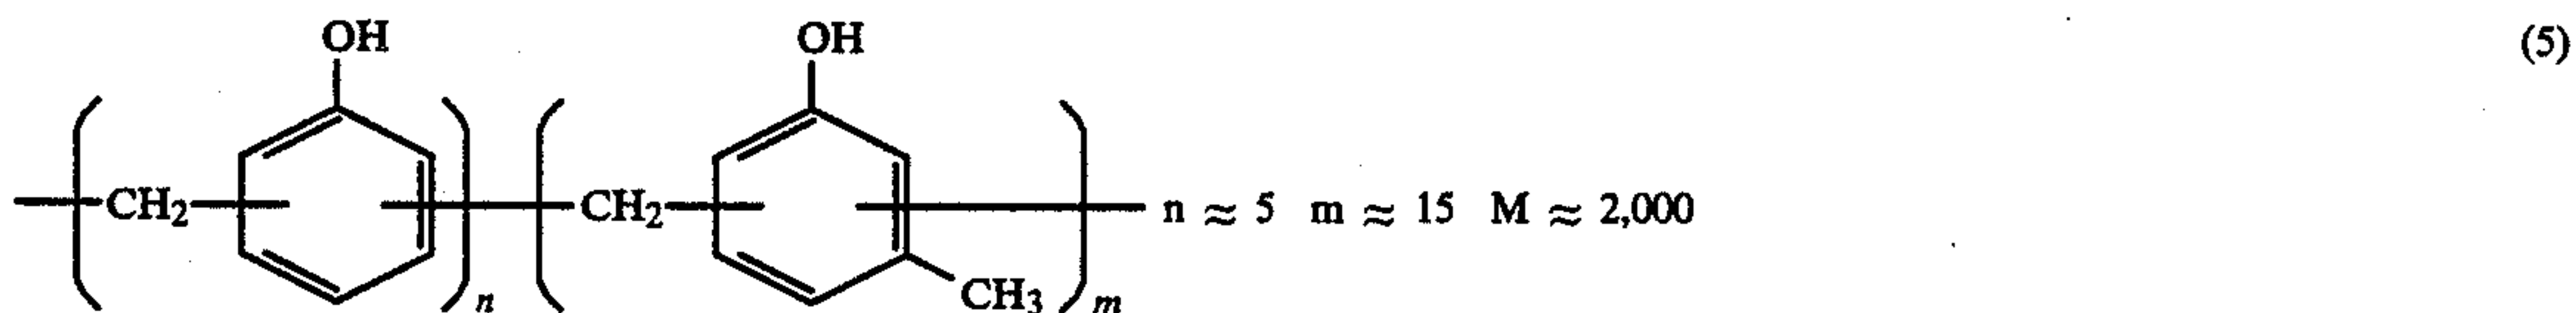 OH OH (5)
CH₂ CH₂ n ≈ 5 m ≈ 15 M ≈ 2,000
n CH₃ m